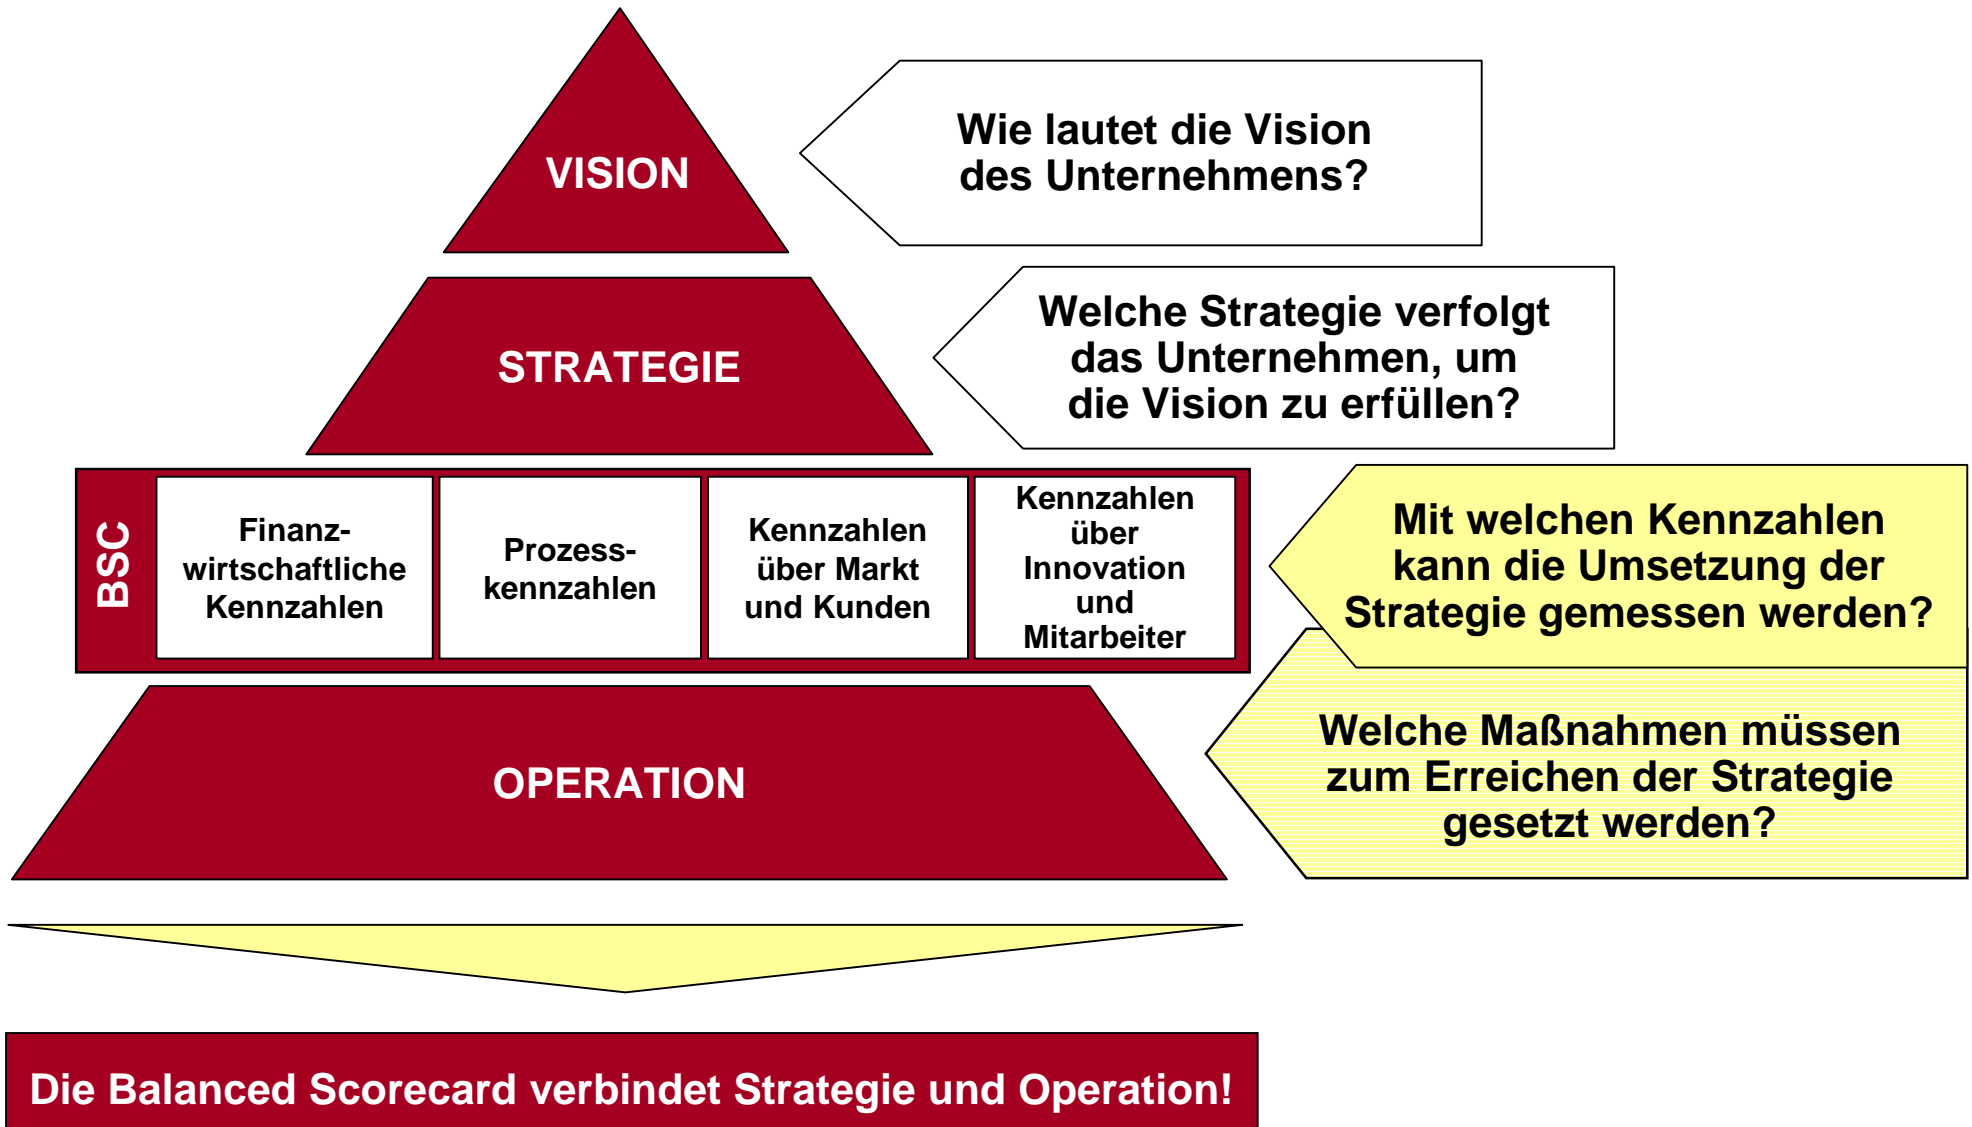 VISION
Wie lautet die Vision
des Unternehmens?
STRATEGIE
Welche Strategie verfolgt
das Unternehmen, um
die Vision zu erfüllen?
BSC
Finanz-
wirtschaftliche
Kennzahlen
Prozess-
kennzahlen
Kennzahlen
über Markt
und Kunden
Kennzahlen
über
Innovation
und
Mitarbeiter
Mit welchen Kennzahlen
kann die Umsetzung der
Strategie gemessen werden?
OPERATION
Welche Maßnahmen müssen
zum Erreichen der Strategie
gesetzt werden?
Die Balanced Scorecard verbindet Strategie und Operation!